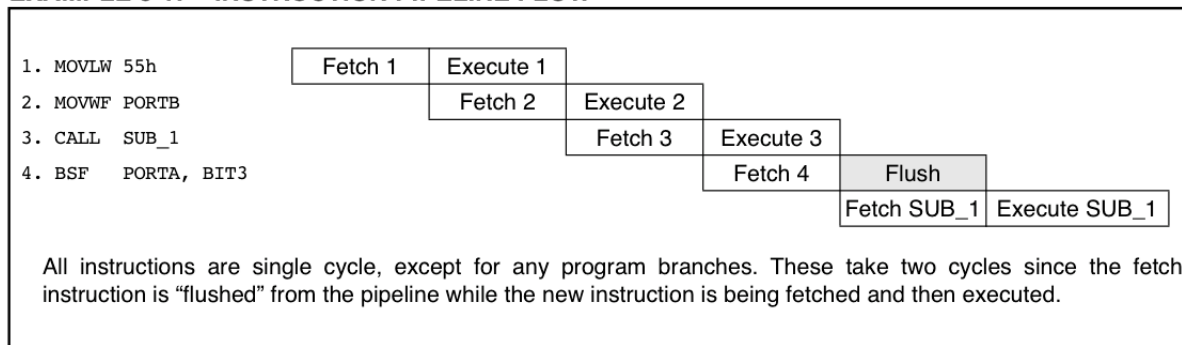 1. MOVLW 55h Fetch 1 Execute 1
2. MOVWF PORTB Fetch 2 Execute 2
3. CALL SUB_1 Fetch 3 Execute 3
4. BSF PORTA, BIT3 Fetch 4 Flush
Fetch SUB_1 Execute SUB_1
All instructions are single cycle, except for any program branches. These take two cycles since the fetch
instruction is “flushed” from the pipeline while the new instruction is being fetched and then executed.